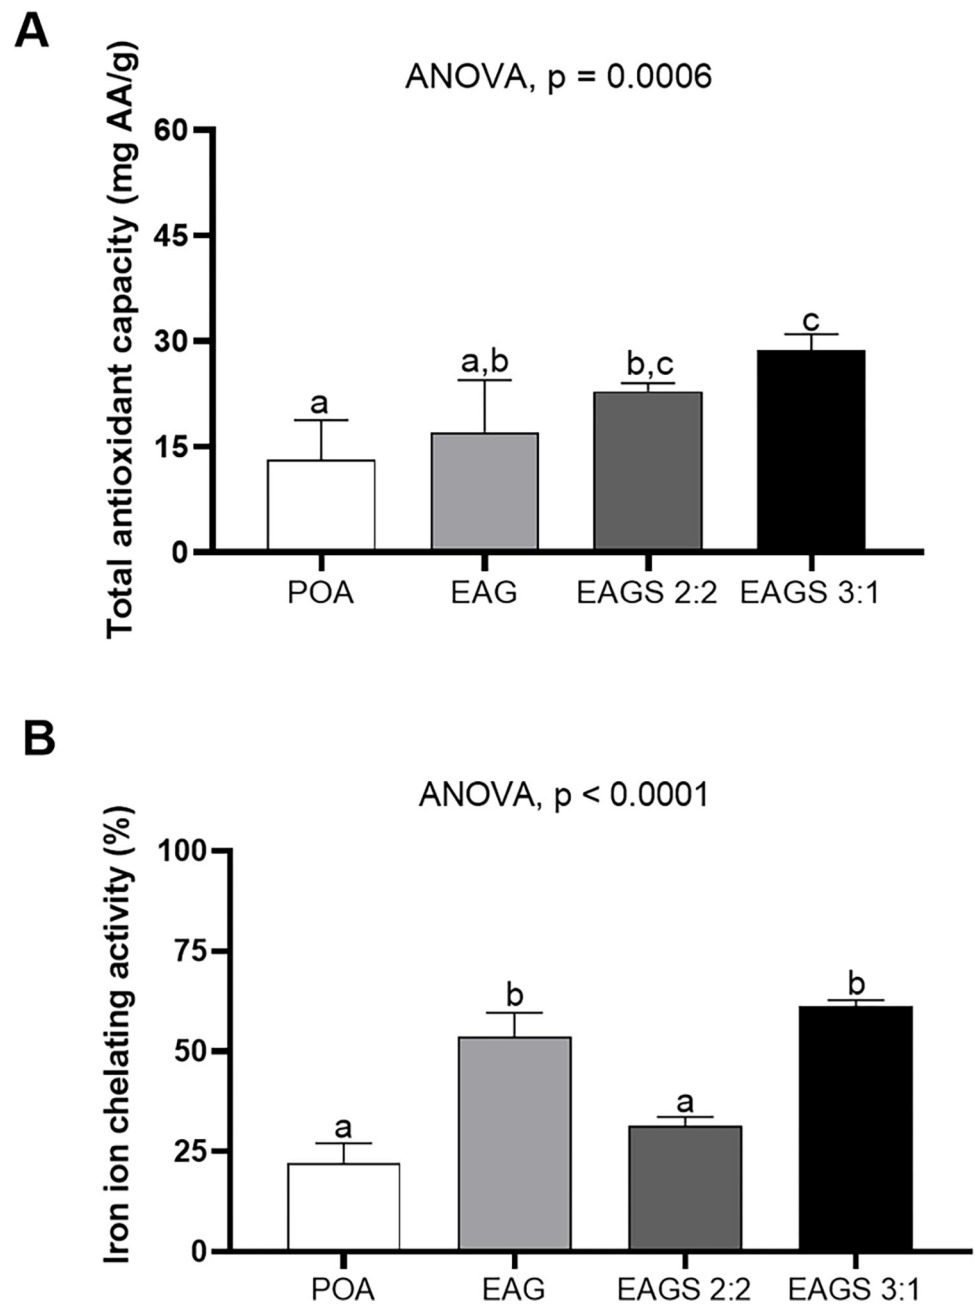 A
ANOVA, p = 0.0006
Total antioxidant capacity (mg AA/g)
60
45
30
15
0
a
a,b
b,c
c
POA
EAG
EAGS 2:2
EAGS 3:1
B
ANOVA, p < 0.0001
Iron ion chelating activity (%)
100
75
50
25
0
a
b
a
b
POA
EAG
EAGS 2:2
EAGS 3:1